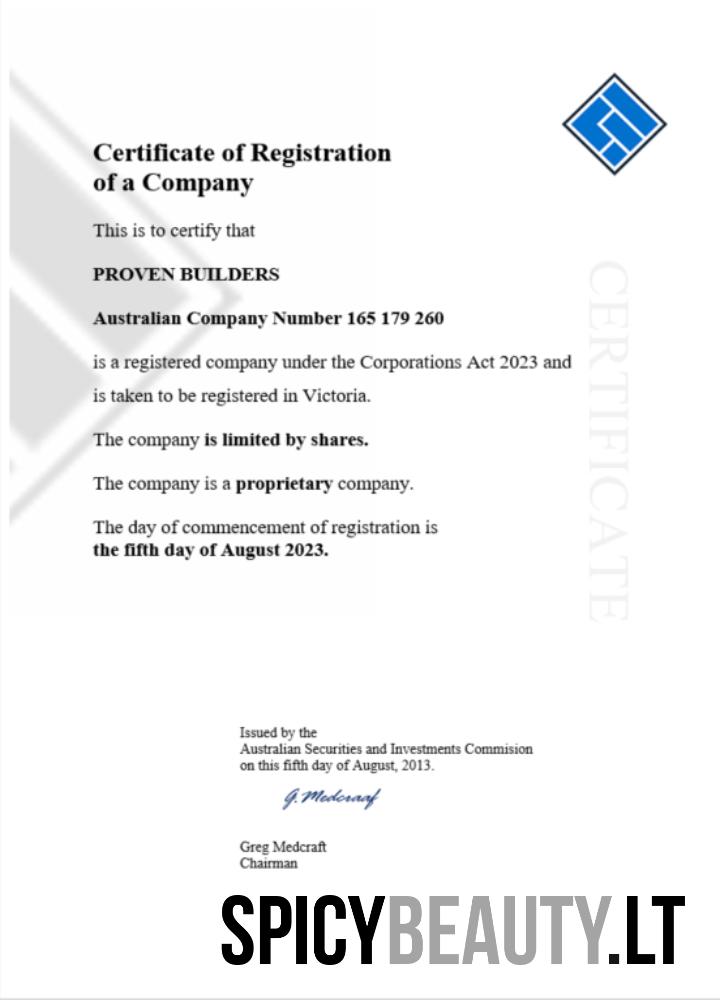 Certificate of Registration
of a Company
This is to certify that
PROVEN BUILDERS
Australian Company Number 165 179 260
is a registered company under the Corporations Act 2023 and
is taken to be registered in Victoria.
The company is limited by shares.
The company is a proprietary company.
The day of commencement of registration is
the fifth day of August 2023.
CERTIFICATE
Issued by the
Australian Securities and Investments Commision
on this fifth day of August, 2013.
G. Medcraaf
Greg Medcraft
Chairman
SPICYBEAUTY.LT